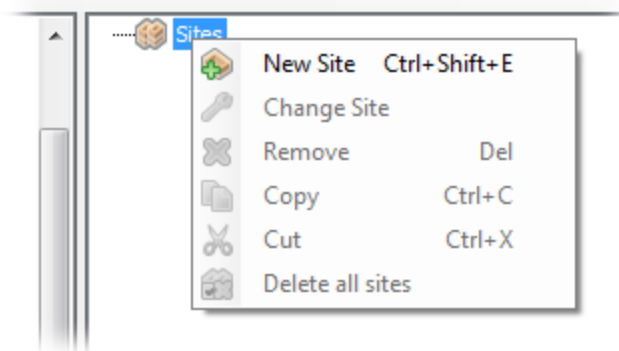 Sites
New Site Ctrl+Shift+E
Change Site
Remove Del
Copy Ctrl+C
Cut Ctrl+X
Delete all sites